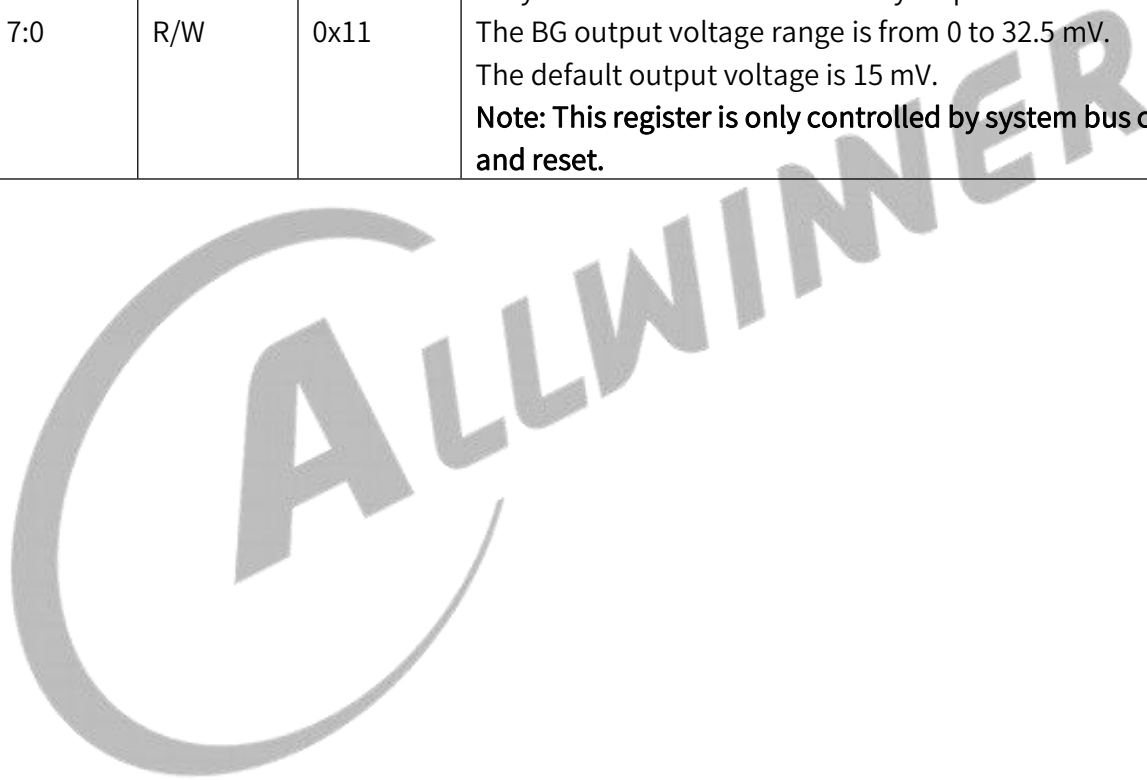 7:0 R/W 0x11 The BG output voltage range is from 0 to 32.5 mV.
The default output voltage is 15 mV.
Note: This register is only controlled by system bus
and reset.
ALLWINNER